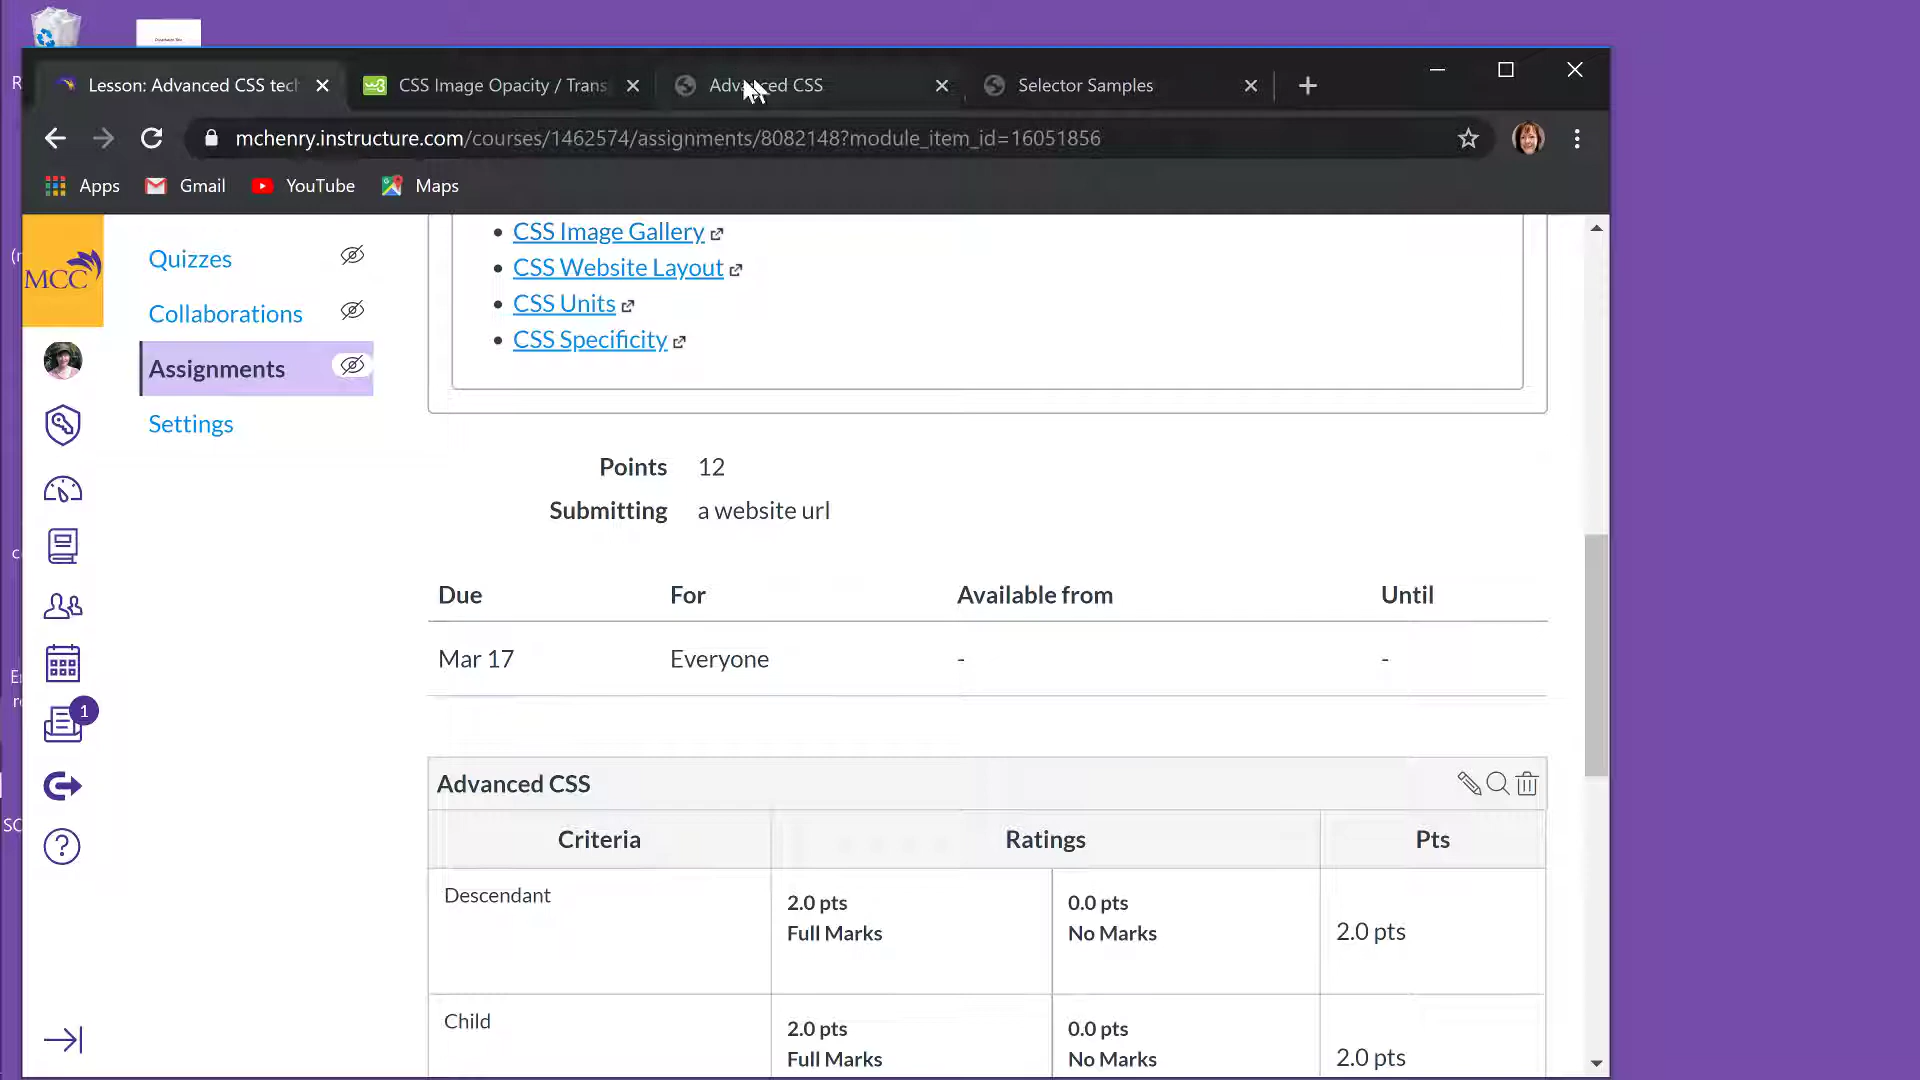 Lesson: Advanced CSS tech
CSS Image Opacity / Trans
Advanced CSS
Selector Samples
mchenry.instructure.com/courses/1462574/assignments/8082148?module_item_id=16051856
Apps
Gmail
YouTube
Maps
MCC
Quizzes
Collaborations
Assignments
Settings
1
CSS Image Gallery
CSS Website Layout
CSS Units
CSS Specificity
Points 12
Submitting a website url
Due For Available from Until
Mar 17 Everyone - -
Advanced CSS
Criteria Ratings Pts
Descendant
2.0 pts
Full Marks
0.0 pts
No Marks
2.0 pts
Child
2.0 pts
Full Marks
0.0 pts
No Marks
2.0 pts